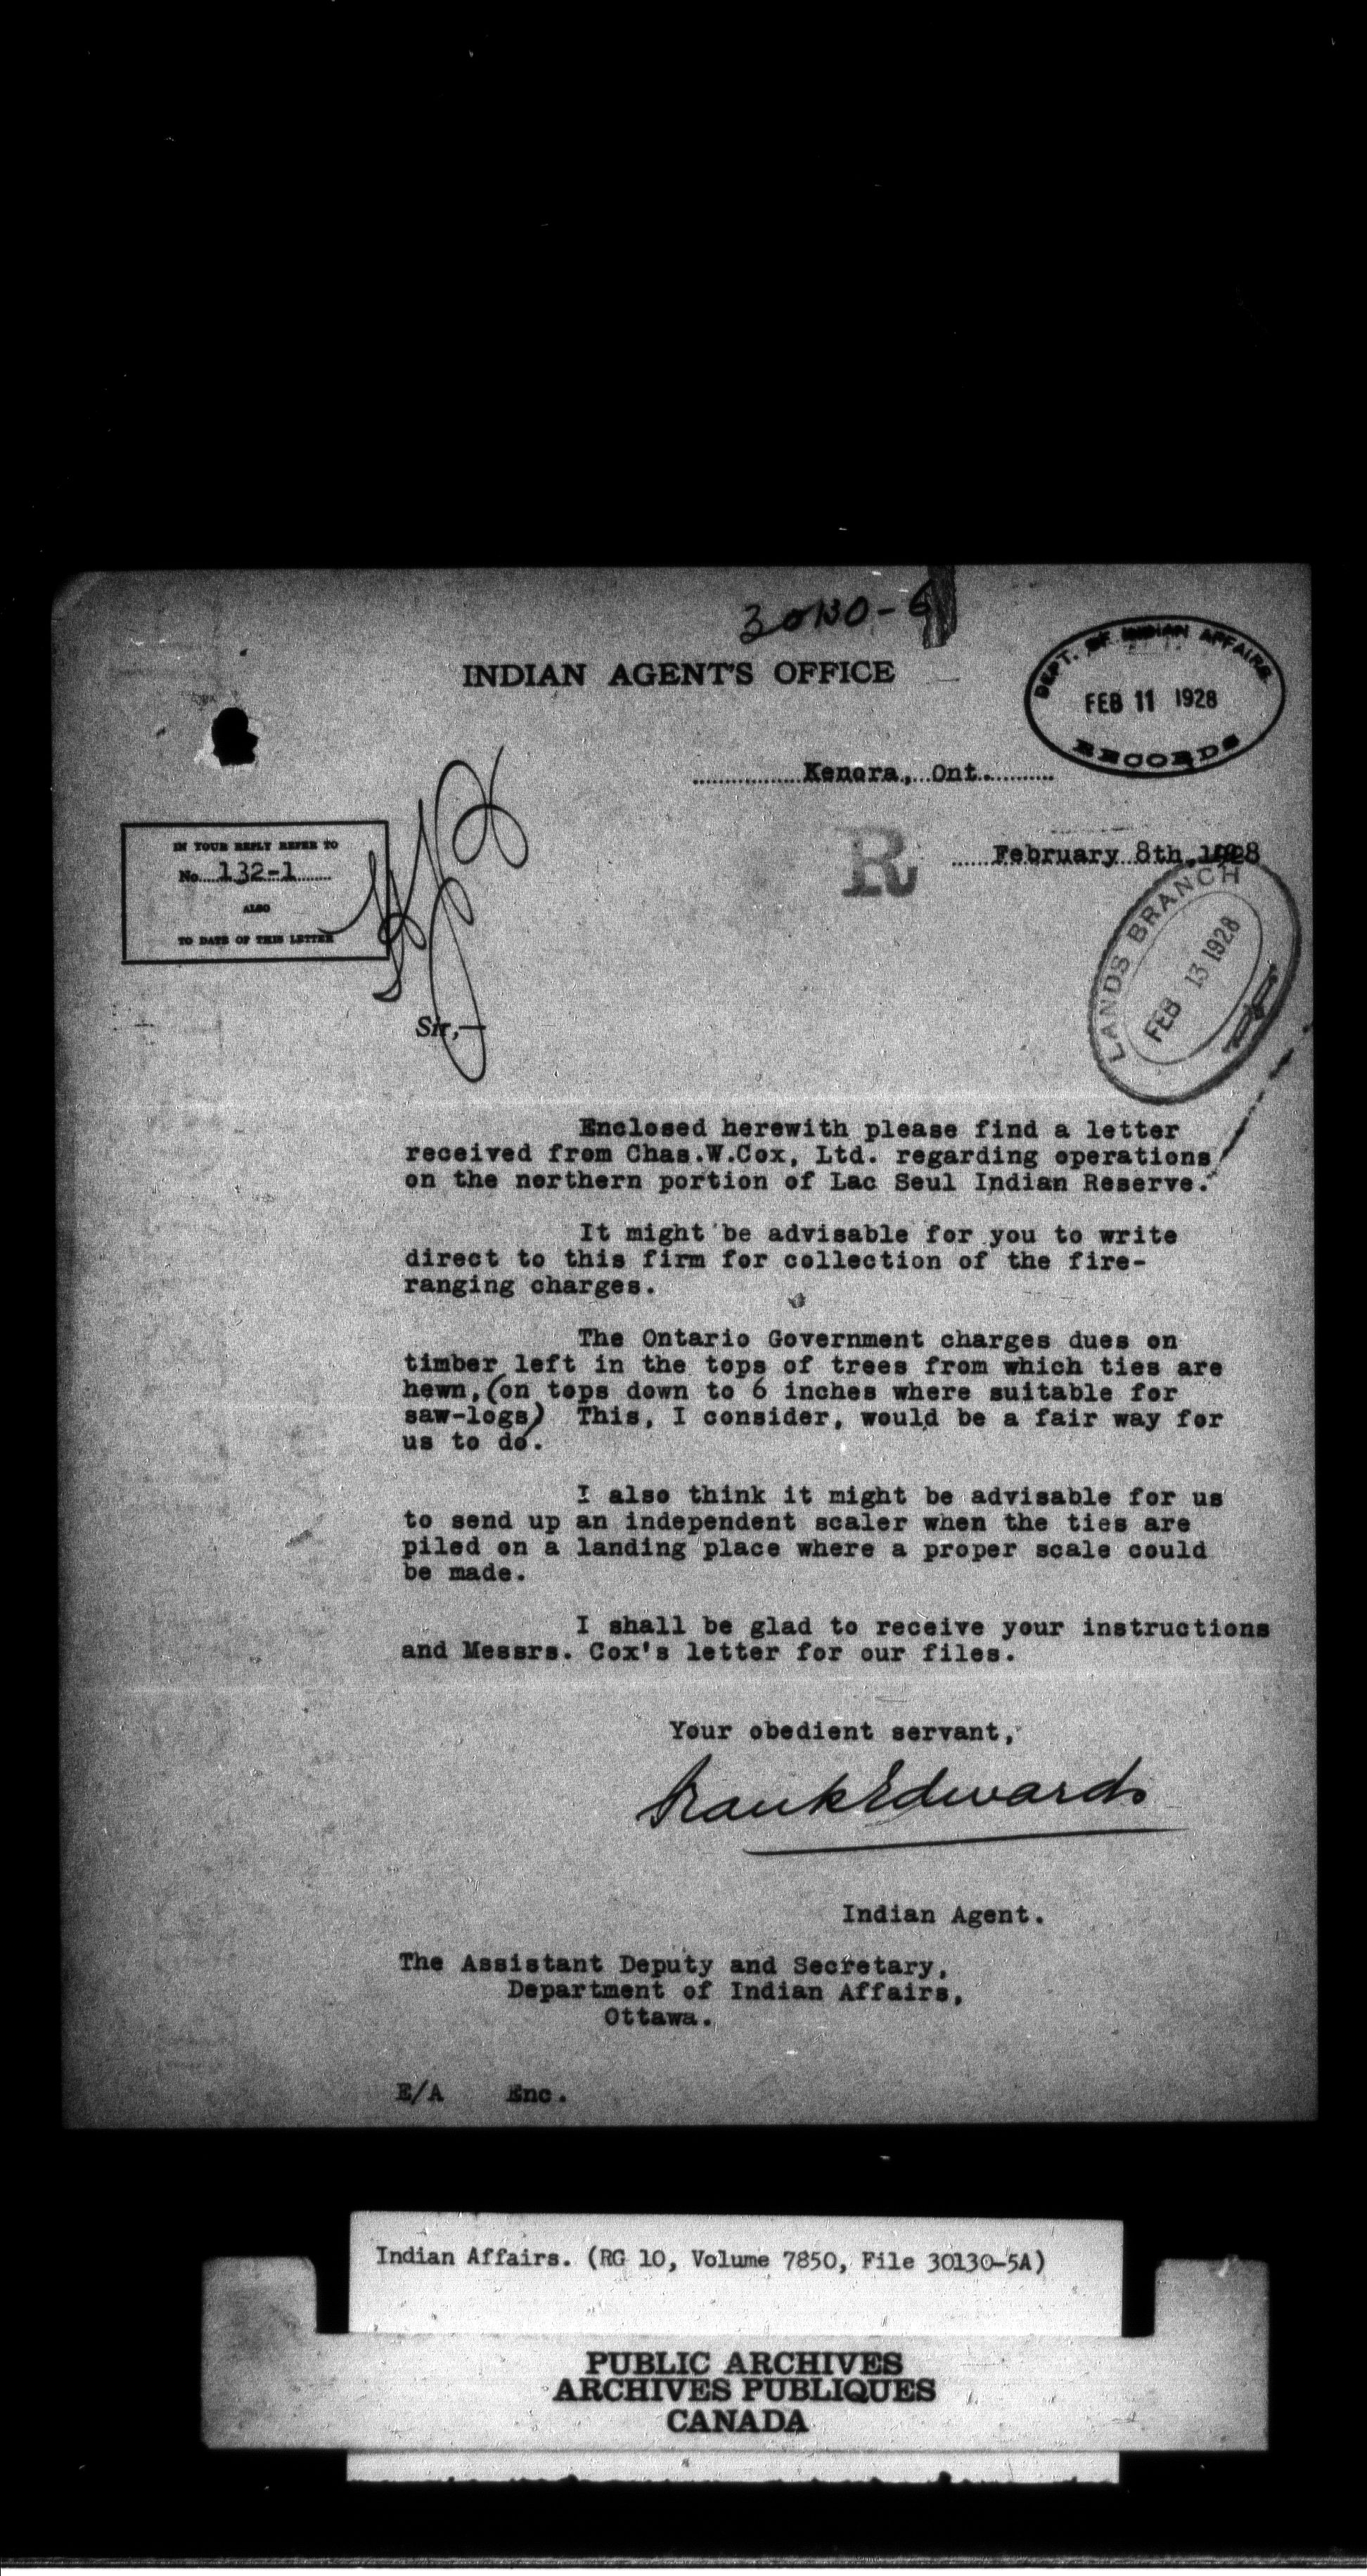 30130-
INDIAN AGENT'S OFFICE
DEPT. OF INDIAN AFFAIRS
FEB 11 1928
RECORDS
Kenora, Ont.
IN YOUR REPLY REFER TO
No. 132-1
ALSO
TO DATE OF THIS LETTER
R
February 8th, 1928
LANDS BRANCH
FEB 13 1928
Sir,—
Enclosed herewith please find a letter
received from Chas.W.Cox, Ltd. regarding operations
on the northern portion of Lac Seul Indian Reserve.
It might be advisable for you to write
direct to this firm for collection of the fire-
ranging charges.
The Ontario Government charges dues on
timber left in the tops of trees from which ties are
hewn, (on tops down to 6 inches where suitable for
saw-logs) This, I consider, would be a fair way for
us to do.
I also think it might be advisable for us
to send up an independent scaler when the ties are
piled on a landing place where a proper scale could
be made.
I shall be glad to receive your instructions
and Messrs. Cox's letter for our files.
Your obedient servant,
Frank Edwards
Indian Agent.
The Assistant Deputy and Secretary,
Department of Indian Affairs,
Ottawa.
E/A Enc.
Indian Affairs. (RG 10, Volume 7850, File 30130-5A)
PUBLIC ARCHIVES
ARCHIVES PUBLIQUES
CANADA